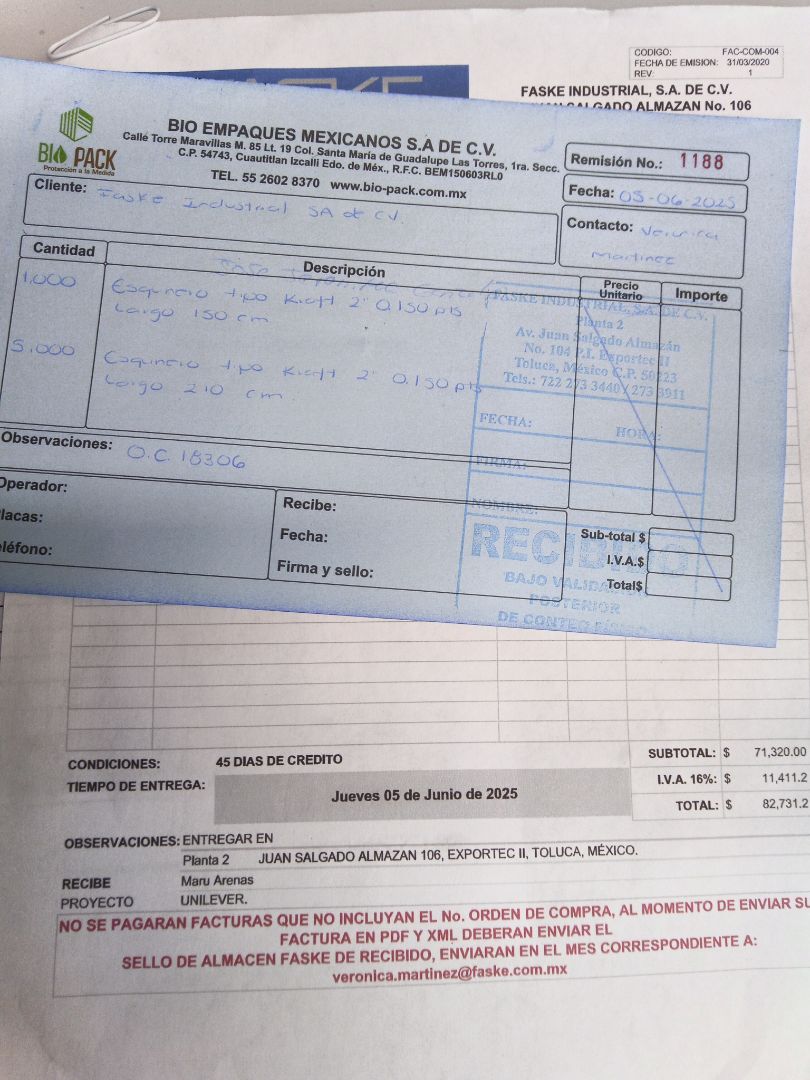 CODIGO: FAC-COM-004
FECHA DE EMISION: 31/03/2020
REV: 1
FASKE INDUSTRIAL, S.A. DE C.V.
SALGADO ALMAZAN No. 106
BIO PACK
Protección a la Medida
BIO EMPAQUES MEXICANOS S.A DE C.V.
Calle Torre Maravillas M. 85 Lt. 19 Col. Santa María de Guadalupe Las Torres, 1ra. Secc.
C.P. 54743, Cuautitlan Izcalli Edo. de Méx., R.F.C. BEM150603RL0
TEL. 55 2602 8370 www.bio-pack.com.mx
Remisión No.: 1188
Fecha: 05-06-2025
Cliente: Faske Industrial SA de CV.
Contacto: Veronica
Martinez
Cantidad
Descripción
Precio
Unitario
Importe
1,000 Esquinero tipo Kraft 2" 0.150 pts
Largo 150 cm
5,000 Esquinero tipo Kraft 2" 0.150 pts
Largo 210 cm
FASKE INDUSTRIAL, S.A. DE C.V.
Planta 2
Av. Juan Salgado Almazán
No. 104 P.I. Exportec II
Toluca, México C.P. 50223
Tels.: 722 273 3440 / 273 3911
FECHA: HORA:
FIRMA:
NOMBRE:
RECIBIDO
BAJO VALIDACION
POSTERIOR
DE CONTEO FÍSICO
Observaciones: O.C. 18306
Operador:
lacas:
eléfono:
Recibe:
Fecha:
Firma y sello:
Sub-total $
I.V.A.$
Total$
CONDICIONES: 45 DIAS DE CREDITO
TIEMPO DE ENTREGA: Jueves 05 de Junio de 2025
SUBTOTAL: $ 71,320.00
I.V.A. 16%: $ 11,411.2
TOTAL: $ 82,731.2
OBSERVACIONES: ENTREGAR EN
Planta 2 JUAN SALGADO ALMAZAN 106, EXPORTEC II, TOLUCA, MÉXICO.
RECIBE Maru Arenas
PROYECTO UNILEVER.
NO SE PAGARAN FACTURAS QUE NO INCLUYAN EL No. ORDEN DE COMPRA, AL MOMENTO DE ENVIAR SU
FACTURA EN PDF Y XML DEBERAN ENVIAR EL
SELLO DE ALMACEN FASKE DE RECIBIDO, ENVIARAN EN EL MES CORRESPONDIENTE A:
veronica.martinez@faske.com.mx